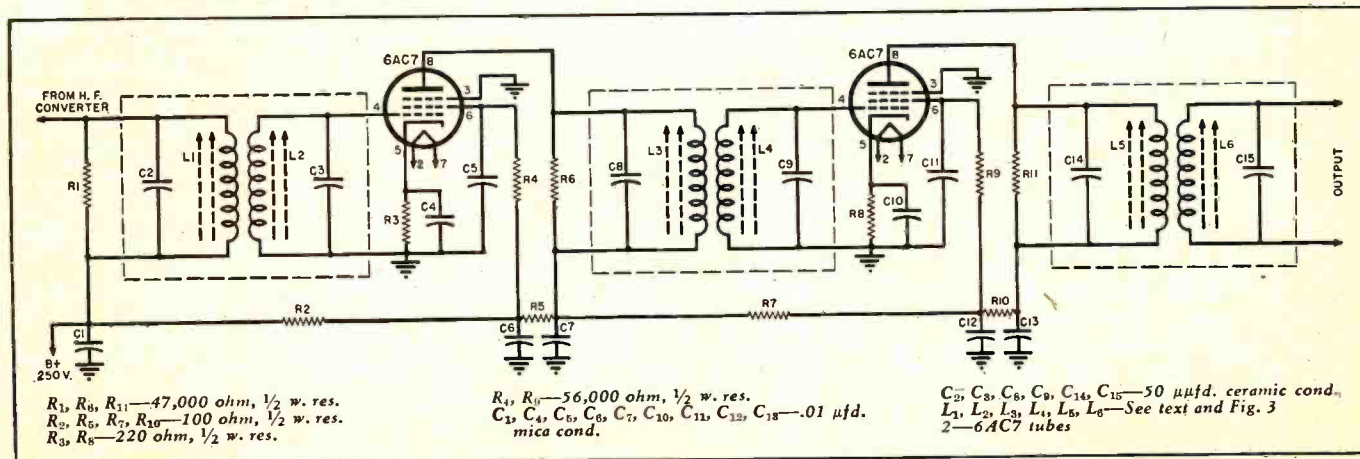 6AC7
8
3
6
4
5
2
7
6AC7
8
3
6
4
5
2
7
FROM H. F.
CONVERTER
R1
C2
L1
L2
C3
C4
R3
C5
R4
R6
C8
L3
L4
C9
R8
C10
C11
R9
R11
C14
L5
L6
C15
OUTPUT
C1
R2
C6
R5
C7
R7
C12
R10
C13
B+
250 V.
R₁, R₆, R₁₁—47,000 ohm, ½ w. res.
R₂, R₅, R₇, R₁₀—100 ohm, ½ w. res.
R₃, R₈—220 ohm, ½ w. res.
R₄, R₉—56,000 ohm, ½ w. res.
C₁, C₄, C₅, C₆, C₇, C₁₀, C₁₁, C₁₂, C₁₃—.01 μfd.
mica cond.
C₂, C₃, C₈, C₉, C₁₄, C₁₅—50 μμfd. ceramic cond.
L₁, L₂, L₃, L₄, L₅, L₆—See text and Fig. 3
2—6AC7 tubes